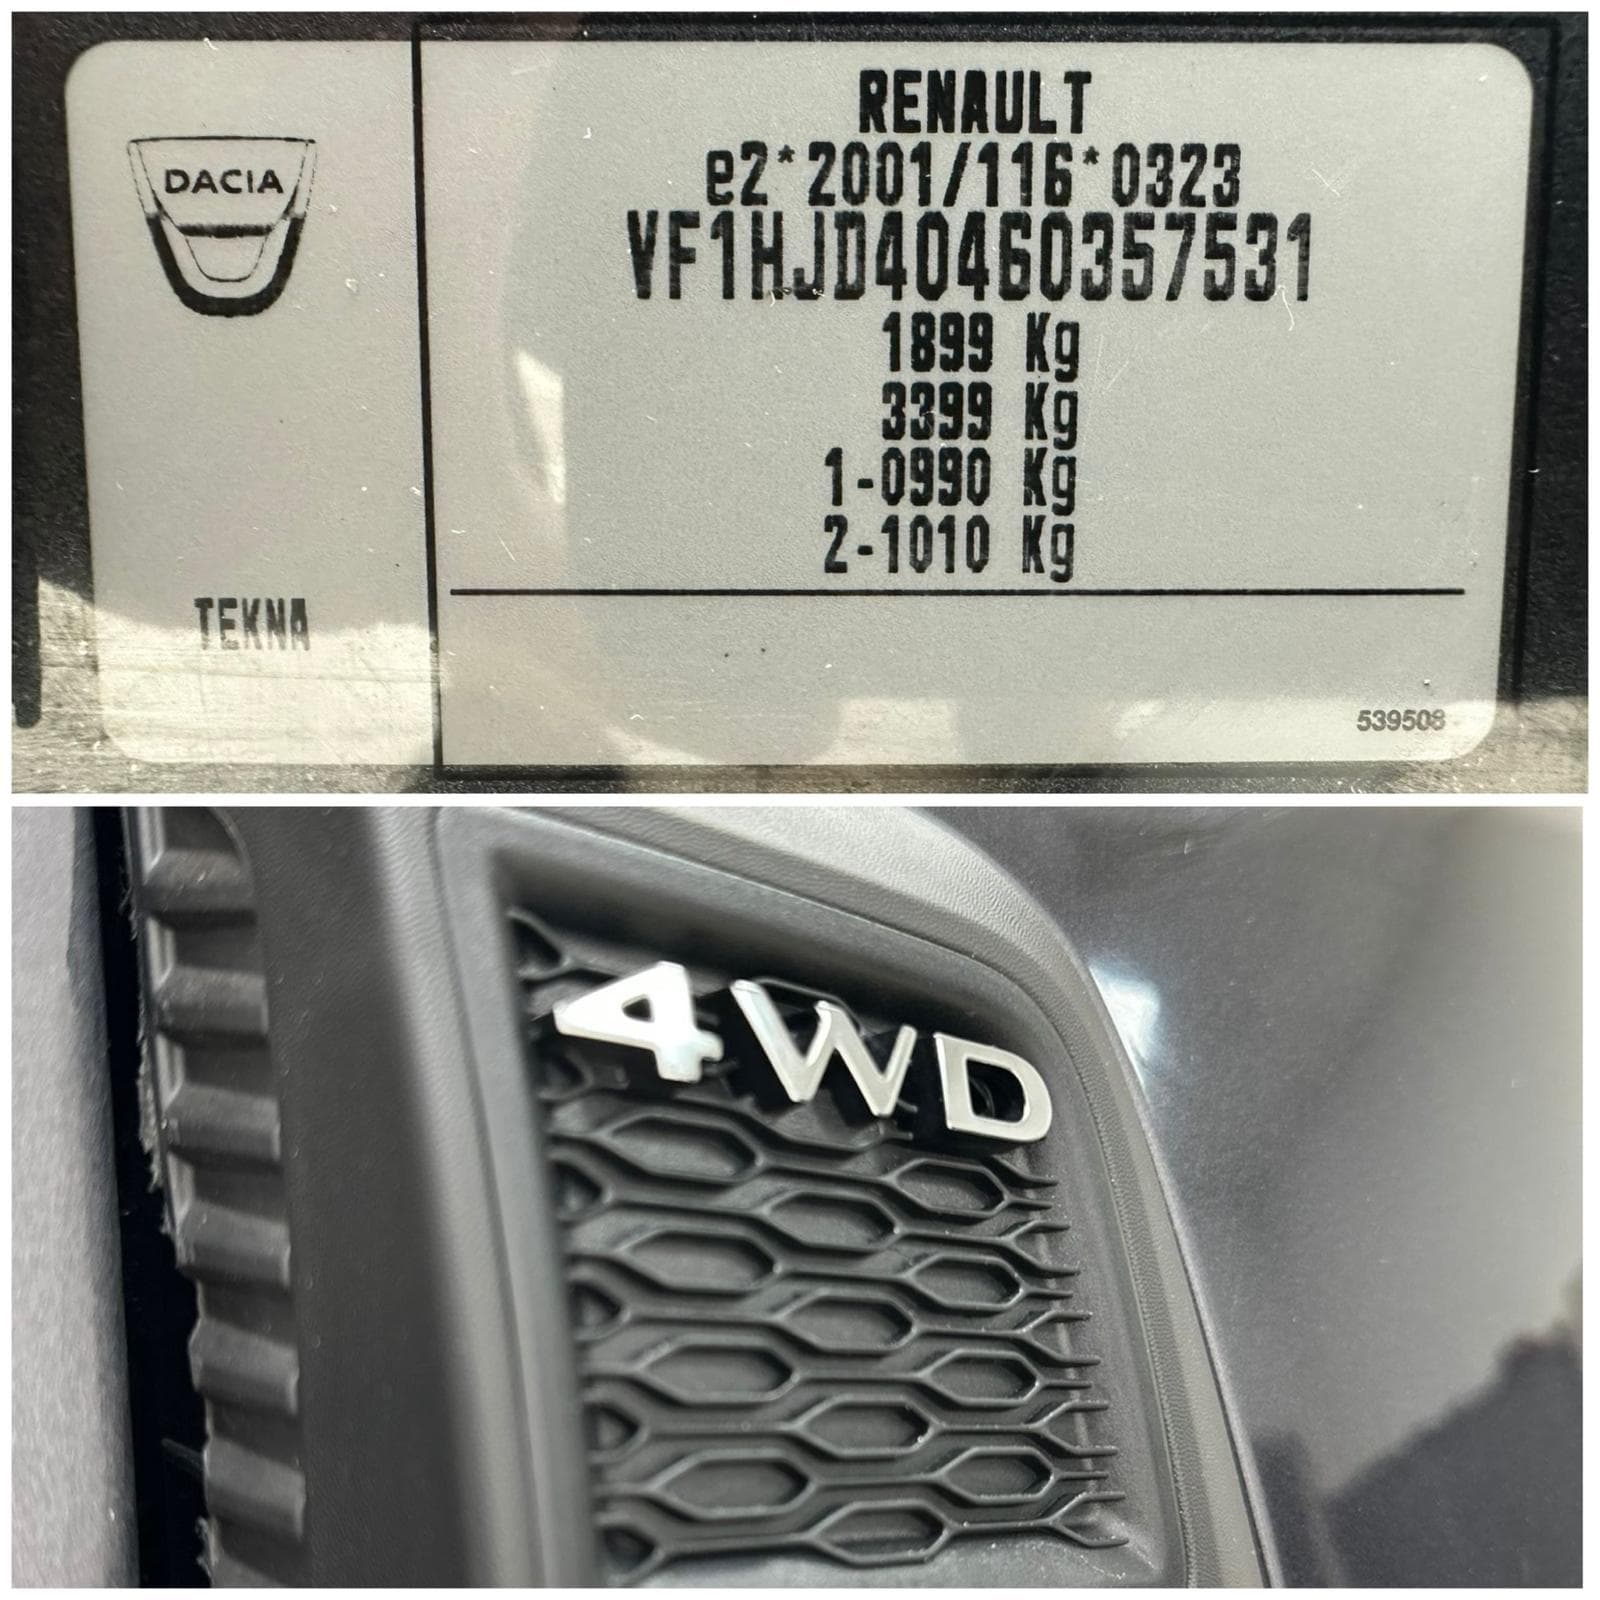 DACIA
RENAULT
e2*2001/116*0323
VF1HJD40460357531
1899 Kg
3399 Kg
1-0990 Kg
2-1010 Kg
TEKNA
539508
4WD